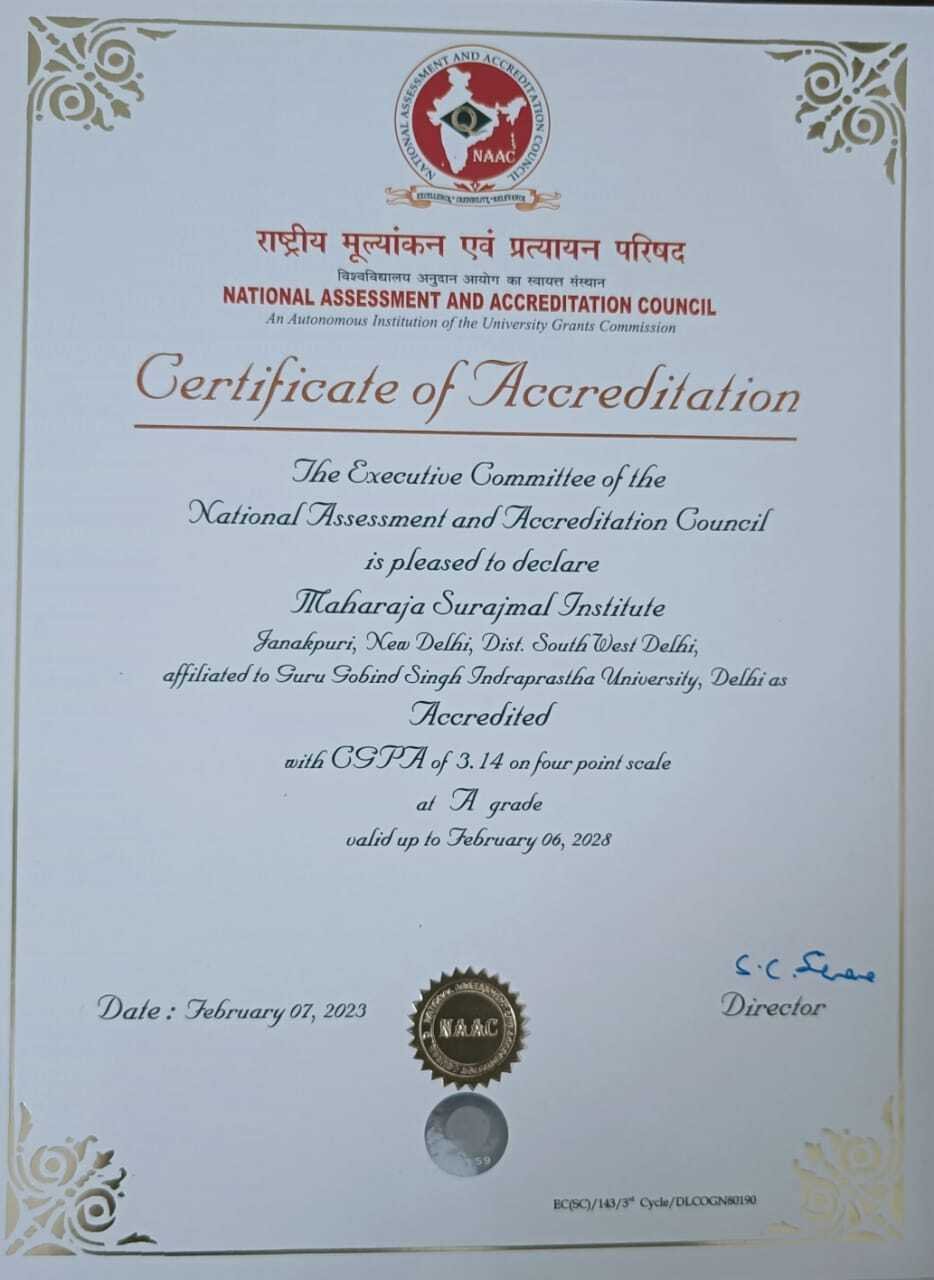 NATIONAL ASSESSMENT AND ACCREDITATION COUNCIL
Q
NAAC
EXCELLENCE * CREDIBILITY * RELEVANCE
राष्ट्रीय मूल्यांकन एवं प्रत्यायन परिषद
विश्वविद्यालय अनुदान आयोग का स्वायत्त संस्थान
NATIONAL ASSESSMENT AND ACCREDITATION COUNCIL
An Autonomous Institution of the University Grants Commission
Certificate of Accreditation
The Executive Committee of the
National Assessment and Accreditation Council
is pleased to declare
Maharaja Surajmal Institute
Janakpuri, New Delhi, Dist. South West Delhi,
affiliated to Guru Gobind Singh Indraprastha University, Delhi as
Accredited
with CGPA of 3.14 on four point scale
at A grade
valid up to February 06, 2028
S.C.
Date : February 07, 2023
Director
NAAC
59
EC(SC)/143/3rd Cycle/DLCOGN80190